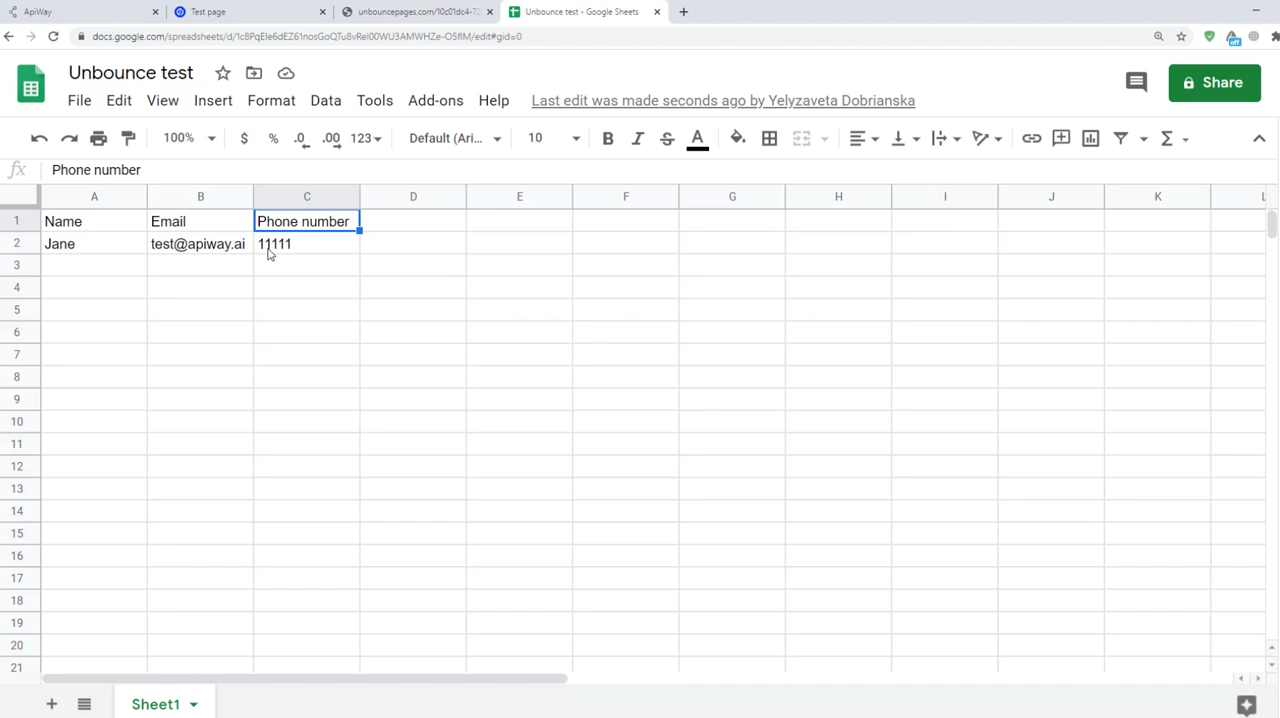 ApiWay
Test page
unbouncepages.com/10c01dc4-7
Unbounce test - Google Sheets
docs.google.com/spreadsheets/d/1c8PqEle6dEZ61nosGoQTu8vRel00WU3AMWHZe-O5fIM/edit#gid=0
off
Unbounce test
File Edit View Insert Format Data Tools Add-ons Help Last edit was made seconds ago by Yelyzaveta Dobrianska
Share
100% $ % .0 .00 123 Default (Ari... 10 B I S A
fx Phone number
A B C D E F G H I J K L
1 Name Email Phone number
2 Jane test@apiway.ai 11111
3
4
5
6
7
8
9
10
11
12
13
14
15
16
17
18
19
20
21
Sheet1